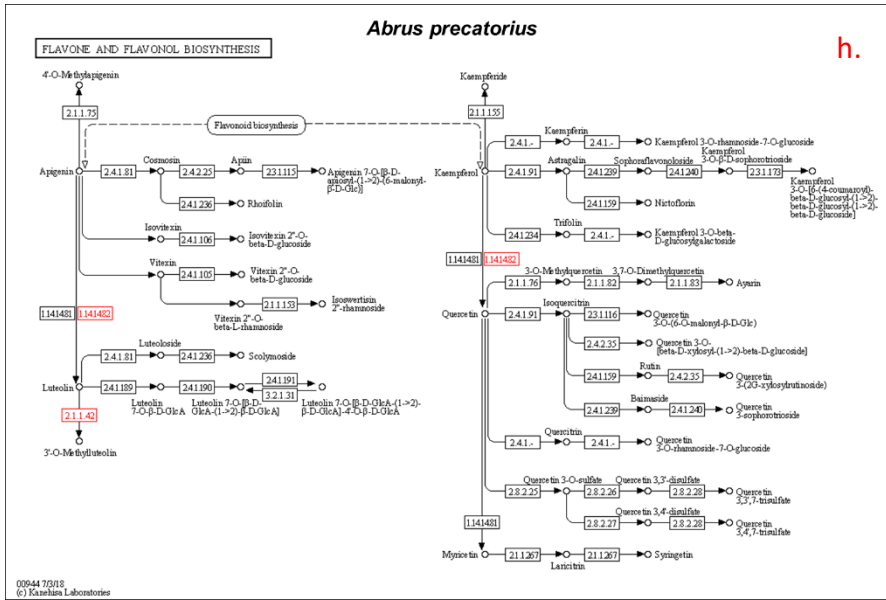 Abrus precatorius
h.
FLAVONE AND FLAVONOL BIOSYNTHESIS
4'-O-Methylapigenin
2.1.1.75
Flavonoid biosynthesis
Apigenin
2.4.1.81
Cosmosin
2.4.2.25
Apiin
2.3.1.115
Apigenin 7-O-[β-D-
apiosyl-(1->2)-(6-malonyl-
β-D-Glc)]
2.4.1.236
Rhoifolin
Isovitexin
2.4.1.106
Isovitexin 2''-O-
beta-D-glucoside
Vitexin
2.4.1.105
Vitexin 2''-O-
beta-D-glucoside
Vitexin 2''-O-
beta-L-rhamnoside
2.1.1.153
Isoswertisin
2''-rhamnoside
1.14.14.81
1.14.14.82
Luteolin
2.4.1.81
Luteoloside
2.4.1.236
Scolymoside
2.4.1.189
Luteolin
7-O-β-D-GlcA
2.4.1.190
Luteolin 7-O-[β-D-
GlcA-(1->2)-β-D-GlcA]
2.4.1.191
3.2.1.31
Luteolin 7-O-[β-D-GlcA-(1->2)-
β-D-GlcA]-4'-O-β-D-GlcA
2.1.1.42
3'-O-Methylluteolin
Kaempferide
2.1.1.155
Kaempferol
2.4.1.-
Kaempferin
2.4.1.-
Kaempferol 3-O-rhamnoside-7-O-glucoside
2.4.1.91
Astragalin
2.4.1.239
Sophoraflavonoloside
2.4.1.240
Kaempferol
3-O-β-D-sophorotrioside
2.3.1.173
Kaempferol
3-O-[6-(4-coumaroyl)-
beta-D-glucosyl-(1->2)-
beta-D-glucosyl-(1->2)-
beta-D-glucoside]
2.4.1.159
Nictoflorin
2.4.1.234
Trifolin
2.4.1.-
Kaempferol 3-O-beta-
D-glucosylgalactoside
1.14.14.81
1.14.14.82
Quercetin
2.1.1.76
3-O-Methylquercetin
2.1.1.82
3,7-O-Dimethylquercetin
2.1.1.83
Ayarin
2.4.1.91
Isoquercitrin
2.3.1.116
Quercetin
3-O-(6-O-malonyl-β-D-Glc)
2.4.2.35
Quercetin 3-O-
[beta-D-xylosyl-(1->2)-beta-D-glucoside]
2.4.1.159
Rutin
2.4.2.35
Quercetin
3-(2G-xylosylrutinoside)
2.4.1.239
Baimaside
2.4.1.240
Quercetin
3-sophorotrioside
2.4.1.-
Quercitrin
2.4.1.-
Quercetin
3-O-rhamnoside-7-O-glucoside
2.8.2.25
Quercetin 3-O-sulfate
2.8.2.26
Quercetin 3,3'-disulfate
2.8.2.28
Quercetin
3,3',7-trisulfate
2.8.2.27
Quercetin 3,4'-disulfate
2.8.2.28
Quercetin
3,4',7-trisulfate
1.14.14.81
Myricetin
2.1.1.267
Laricitrin
2.1.1.267
Syringetin
00944 7/3/18
(c) Kanehisa Laboratories